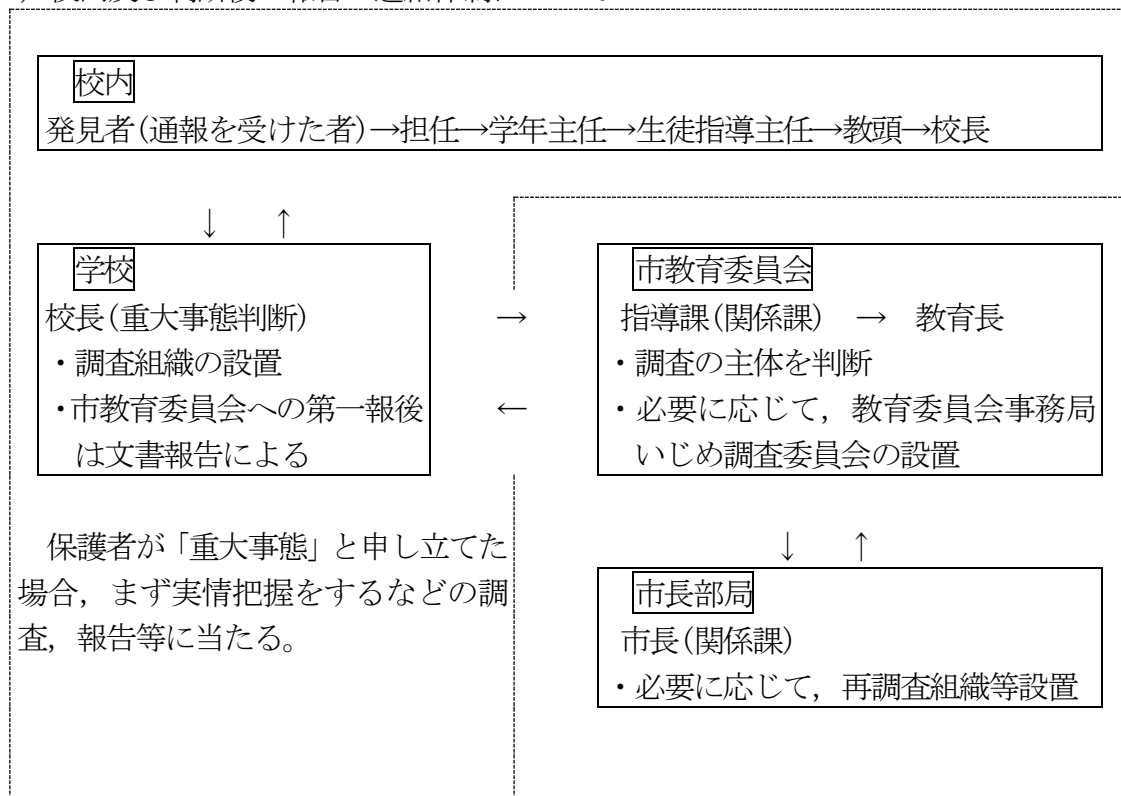 校内
発見者(通報を受けた者)→担任→学年主任→生徒指導主任→教頭→校長
↓ ↑
学校
校長(重大事態判断)
・調査組織の設置
・市教育委員会への第一報後
は文書報告による
→
←
市教育委員会
指導課(関係課) → 教育長
・調査の主体を判断
・必要に応じて，教育委員会事務局
いじめ調査委員会の設置
保護者が「重大事態」と申し立てた
場合，まず実情把握をするなどの調
査，報告等に当たる。
↓ ↑
市長部局
市長(関係課)
・必要に応じて，再調査組織等設置